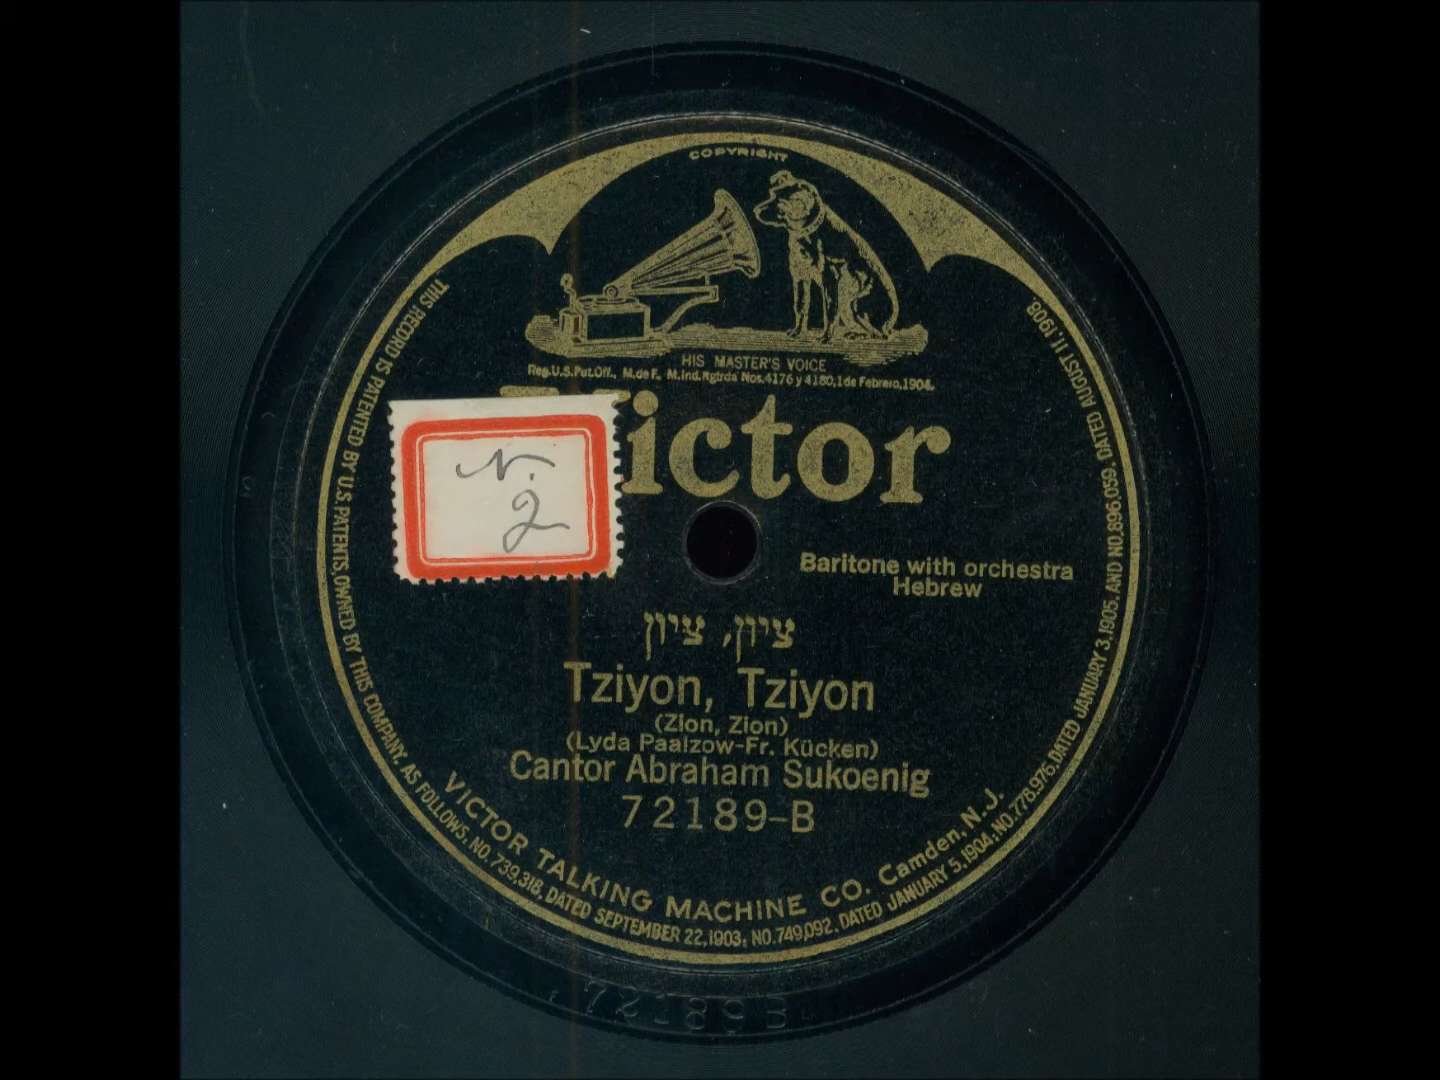 COPYRIGHT
HIS MASTER'S VOICE
Reg.U.S.Pat.Off., M.de F. M.Ind.Rgtrda Nos.4176 y 4180,1 de Febrero,1904.
ictor
N.
2
Baritone with orchestra
Hebrew
ציון, ציון
Tziyon, Tziyon
(Zion, Zion)
(Lyda Paalzow-Fr. Kücken)
Cantor Abraham Sukoenig
72189-B
VICTOR TALKING MACHINE CO. Camden, N.J.
THIS RECORD IS PATENTED BY U.S. PATENTS, OWNED BY THIS COMPANY, AS FOLLOWS, NO. 739,318, DATED SEPTEMBER 22, 1903; NO. 749,092, DATED JANUARY 5, 1904; NO. 778,976, DATED JANUARY 3, 1905, AND NO. 896,059, DATED AUGUST 11, 1908.
72189 B